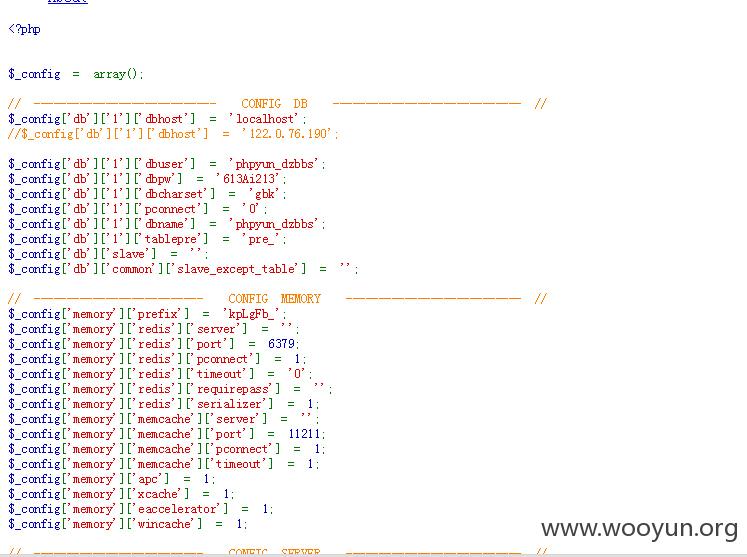 <?php
$_config = array();
// -------------------------- CONFIG DB --------------------------- //
$_config['db']['1']['dbhost'] = 'localhost';
//$_config['db']['1']['dbhost'] = '122.0.76.190';
$_config['db']['1']['dbuser'] = 'phpyun_dzbbs';
$_config['db']['1']['dbpw'] = '613Ai213';
$_config['db']['1']['dbcharset'] = 'gbk';
$_config['db']['1']['pconnect'] = '0';
$_config['db']['1']['dbname'] = 'phpyun_dzbbs';
$_config['db']['1']['tablepre'] = 'pre_';
$_config['db']['slave'] = '';
$_config['db']['common']['slave_except_table'] = '';
// ------------------------ CONFIG MEMORY ------------------------- //
$_config['memory']['prefix'] = 'kpLgFb_';
$_config['memory']['redis']['server'] = '';
$_config['memory']['redis']['port'] = 6379;
$_config['memory']['redis']['pconnect'] = 1;
$_config['memory']['redis']['timeout'] = '0';
$_config['memory']['redis']['requirepass'] = '';
$_config['memory']['redis']['serializer'] = 1;
$_config['memory']['memcache']['server'] = '';
$_config['memory']['memcache']['port'] = 11211;
$_config['memory']['memcache']['pconnect'] = 1;
$_config['memory']['memcache']['timeout'] = 1;
$_config['memory']['apc'] = 1;
$_config['memory']['xcache'] = 1;
$_config['memory']['eaccelerator'] = 1;
$_config['memory']['wincache'] = 1;
www.wooyun.org
// ------------------------ CONFIG SERVER ------------------------- //